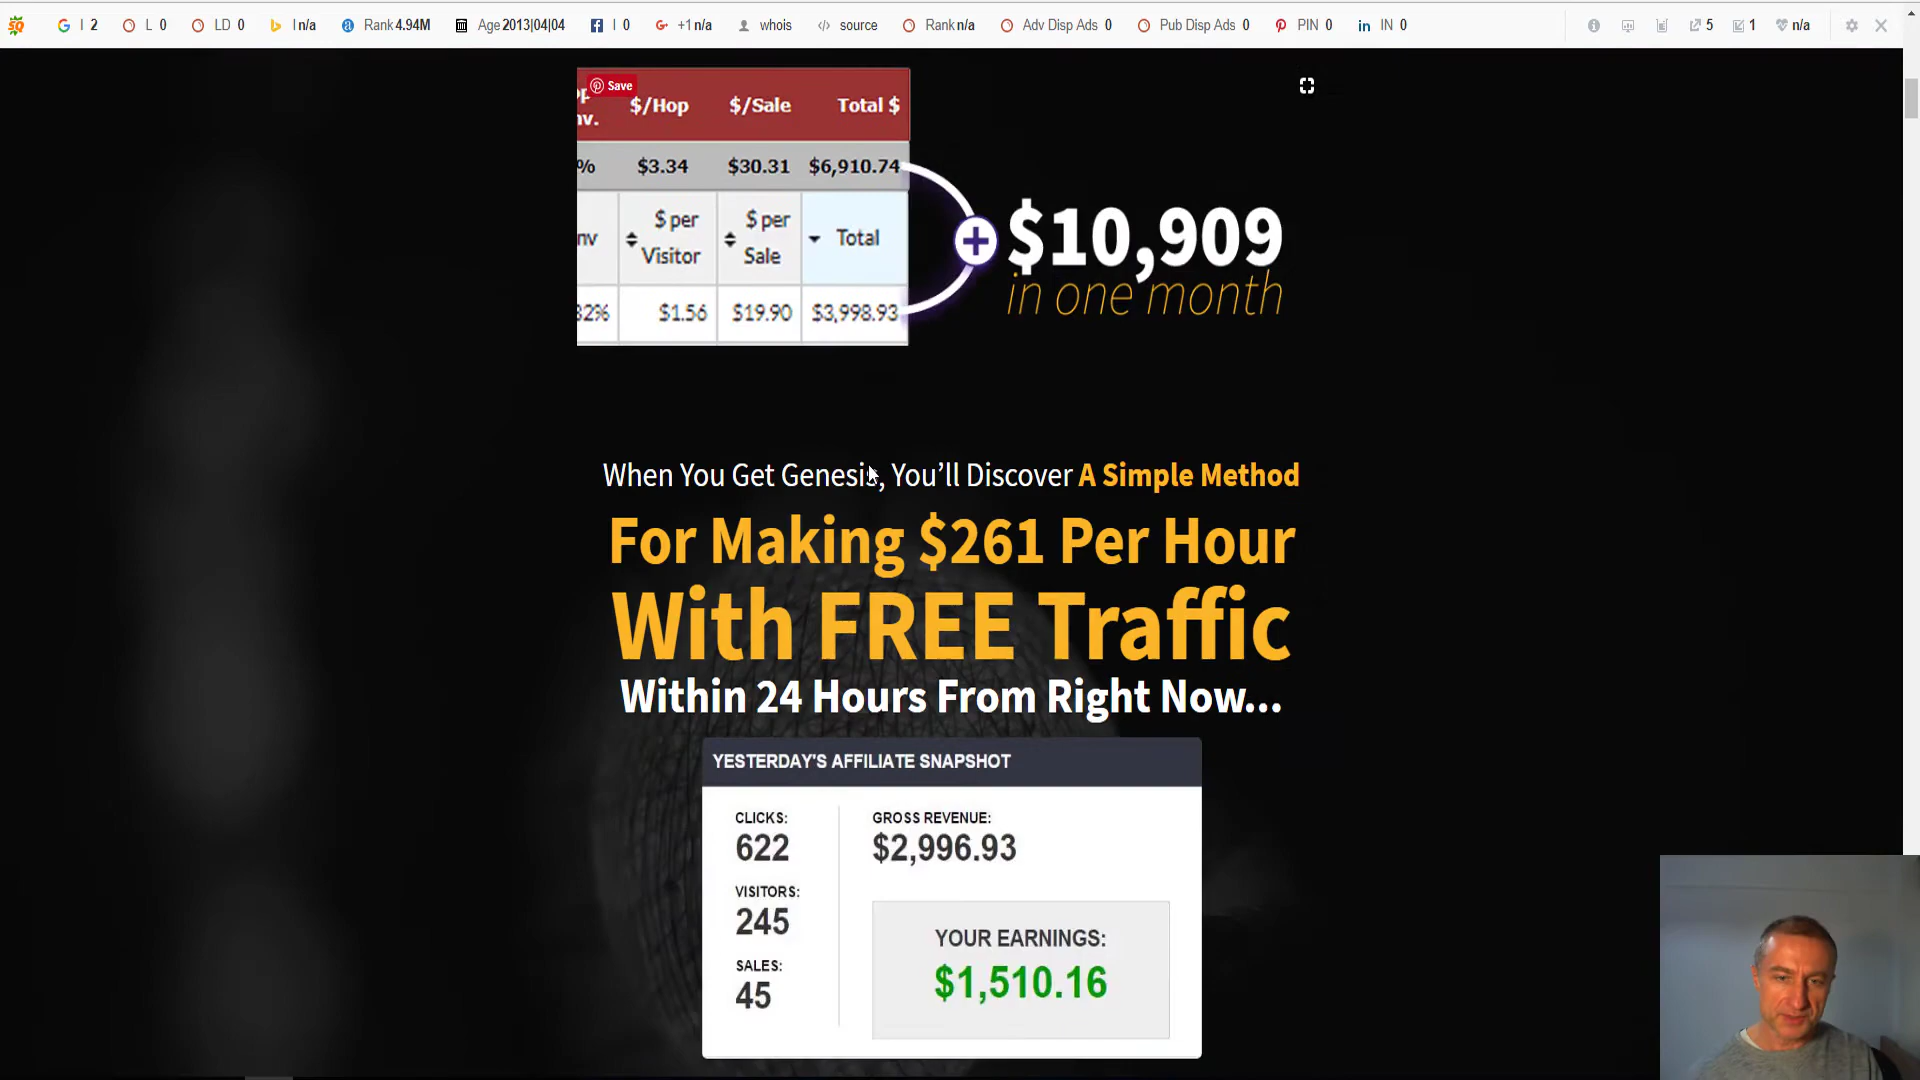 I 2 L 0 LD 0 I n/a Rank 4.94M Age 2013|04|04 I 0 +1 n/a whois source Rank n/a Adv Disp Ads 0 Pub Disp Ads 0 PIN 0 IN 0 5 1 n/a
Save
nv. $/Hop $/Sale Total $
% $3.34 $30.31 $6,910.74
nv $ per Visitor $ per Sale Total
32% $1.56 $19.90 $3,998.93
$10,909
in one month
When You Get Genesis, You’ll Discover A Simple Method
For Making $261 Per Hour
With FREE Traffic
Within 24 Hours From Right Now...
YESTERDAY'S AFFILIATE SNAPSHOT
CLICKS:
622
VISITORS:
245
SALES:
45
GROSS REVENUE:
$2,996.93
YOUR EARNINGS:
$1,510.16